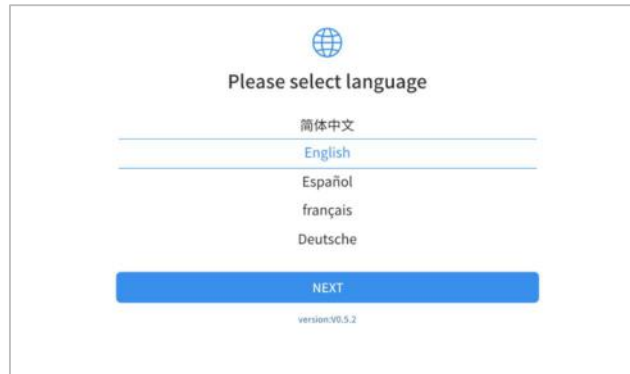 Please select language
简体中文
English
Español
français
Deutsche
NEXT
version:V0.5.2